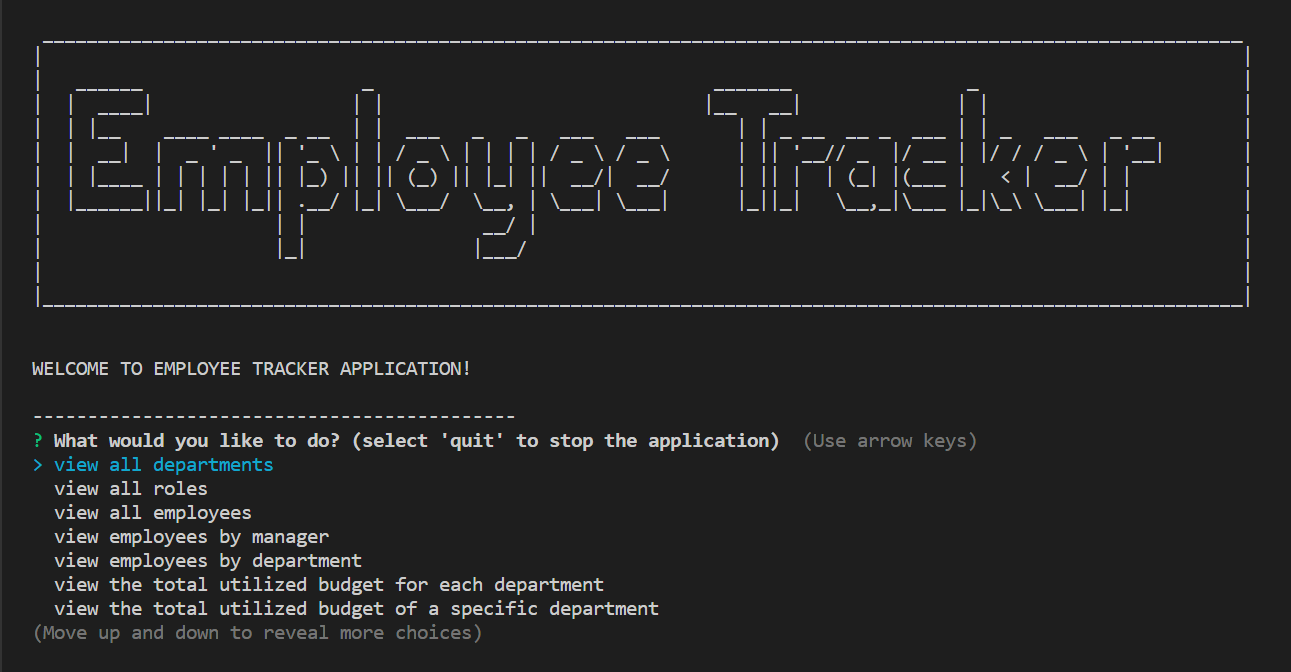 Employee Tracker
WELCOME TO EMPLOYEE TRACKER APPLICATION!
--------------------------------------------
? What would you like to do? (select 'quit' to stop the application)  (Use arrow keys)
> view all departments
view all roles
view all employees
view employees by manager
view employees by department
view the total utilized budget for each department
view the total utilized budget of a specific department
(Move up and down to reveal more choices)